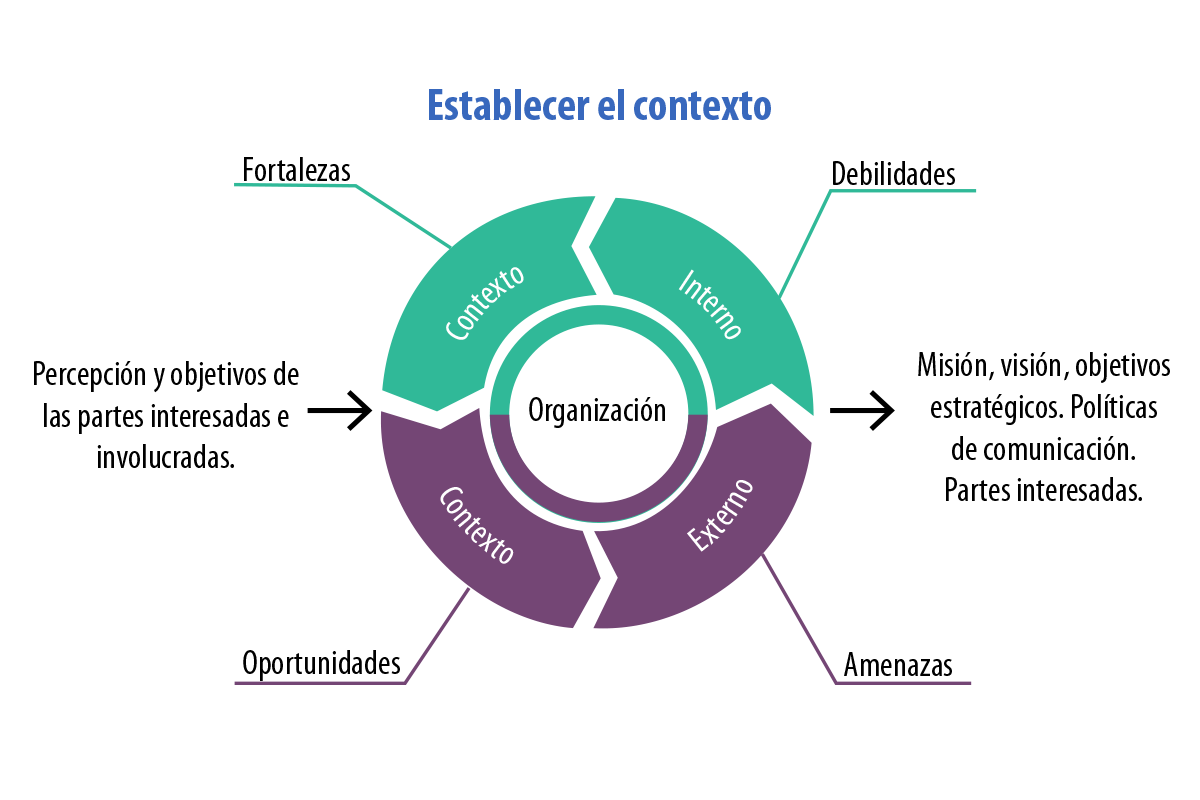 Establecer el contexto
Fortalezas
Debilidades
Contexto
Interno
Percepción y objetivos de
las partes interesadas e
involucradas.
Organización
Misión, visión, objetivos
estratégicos. Políticas
de comunicación.
Partes interesadas.
Contexto
Externo
Oportunidades
Amenazas